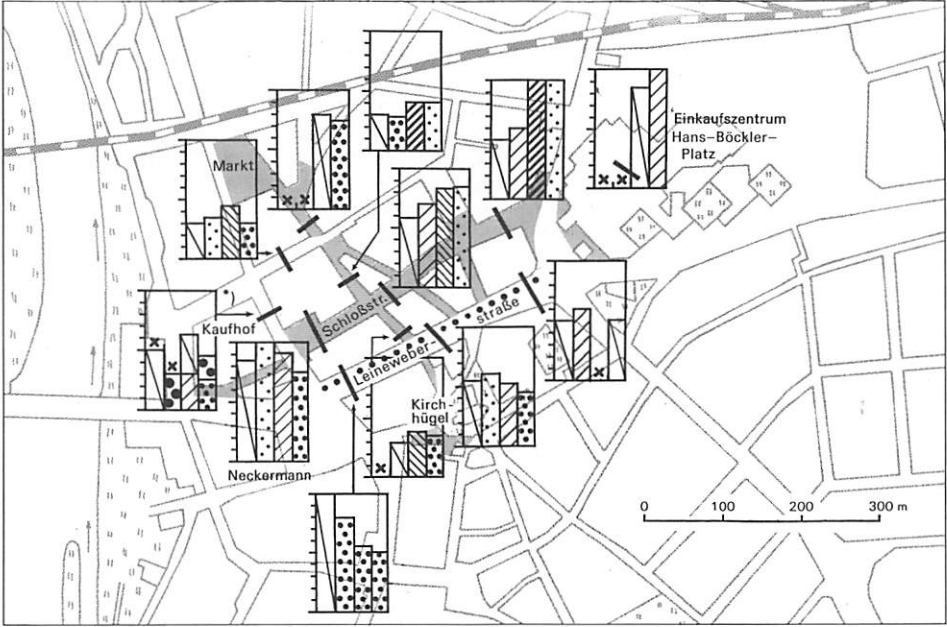 Einkaufszentrum
Hans-Böckler-
Platz
Markt
*)
Kaufhof
Schloßstr.
straße
Leineweber-
Kirch-
hügel
Neckermann
0 100 200 300 m